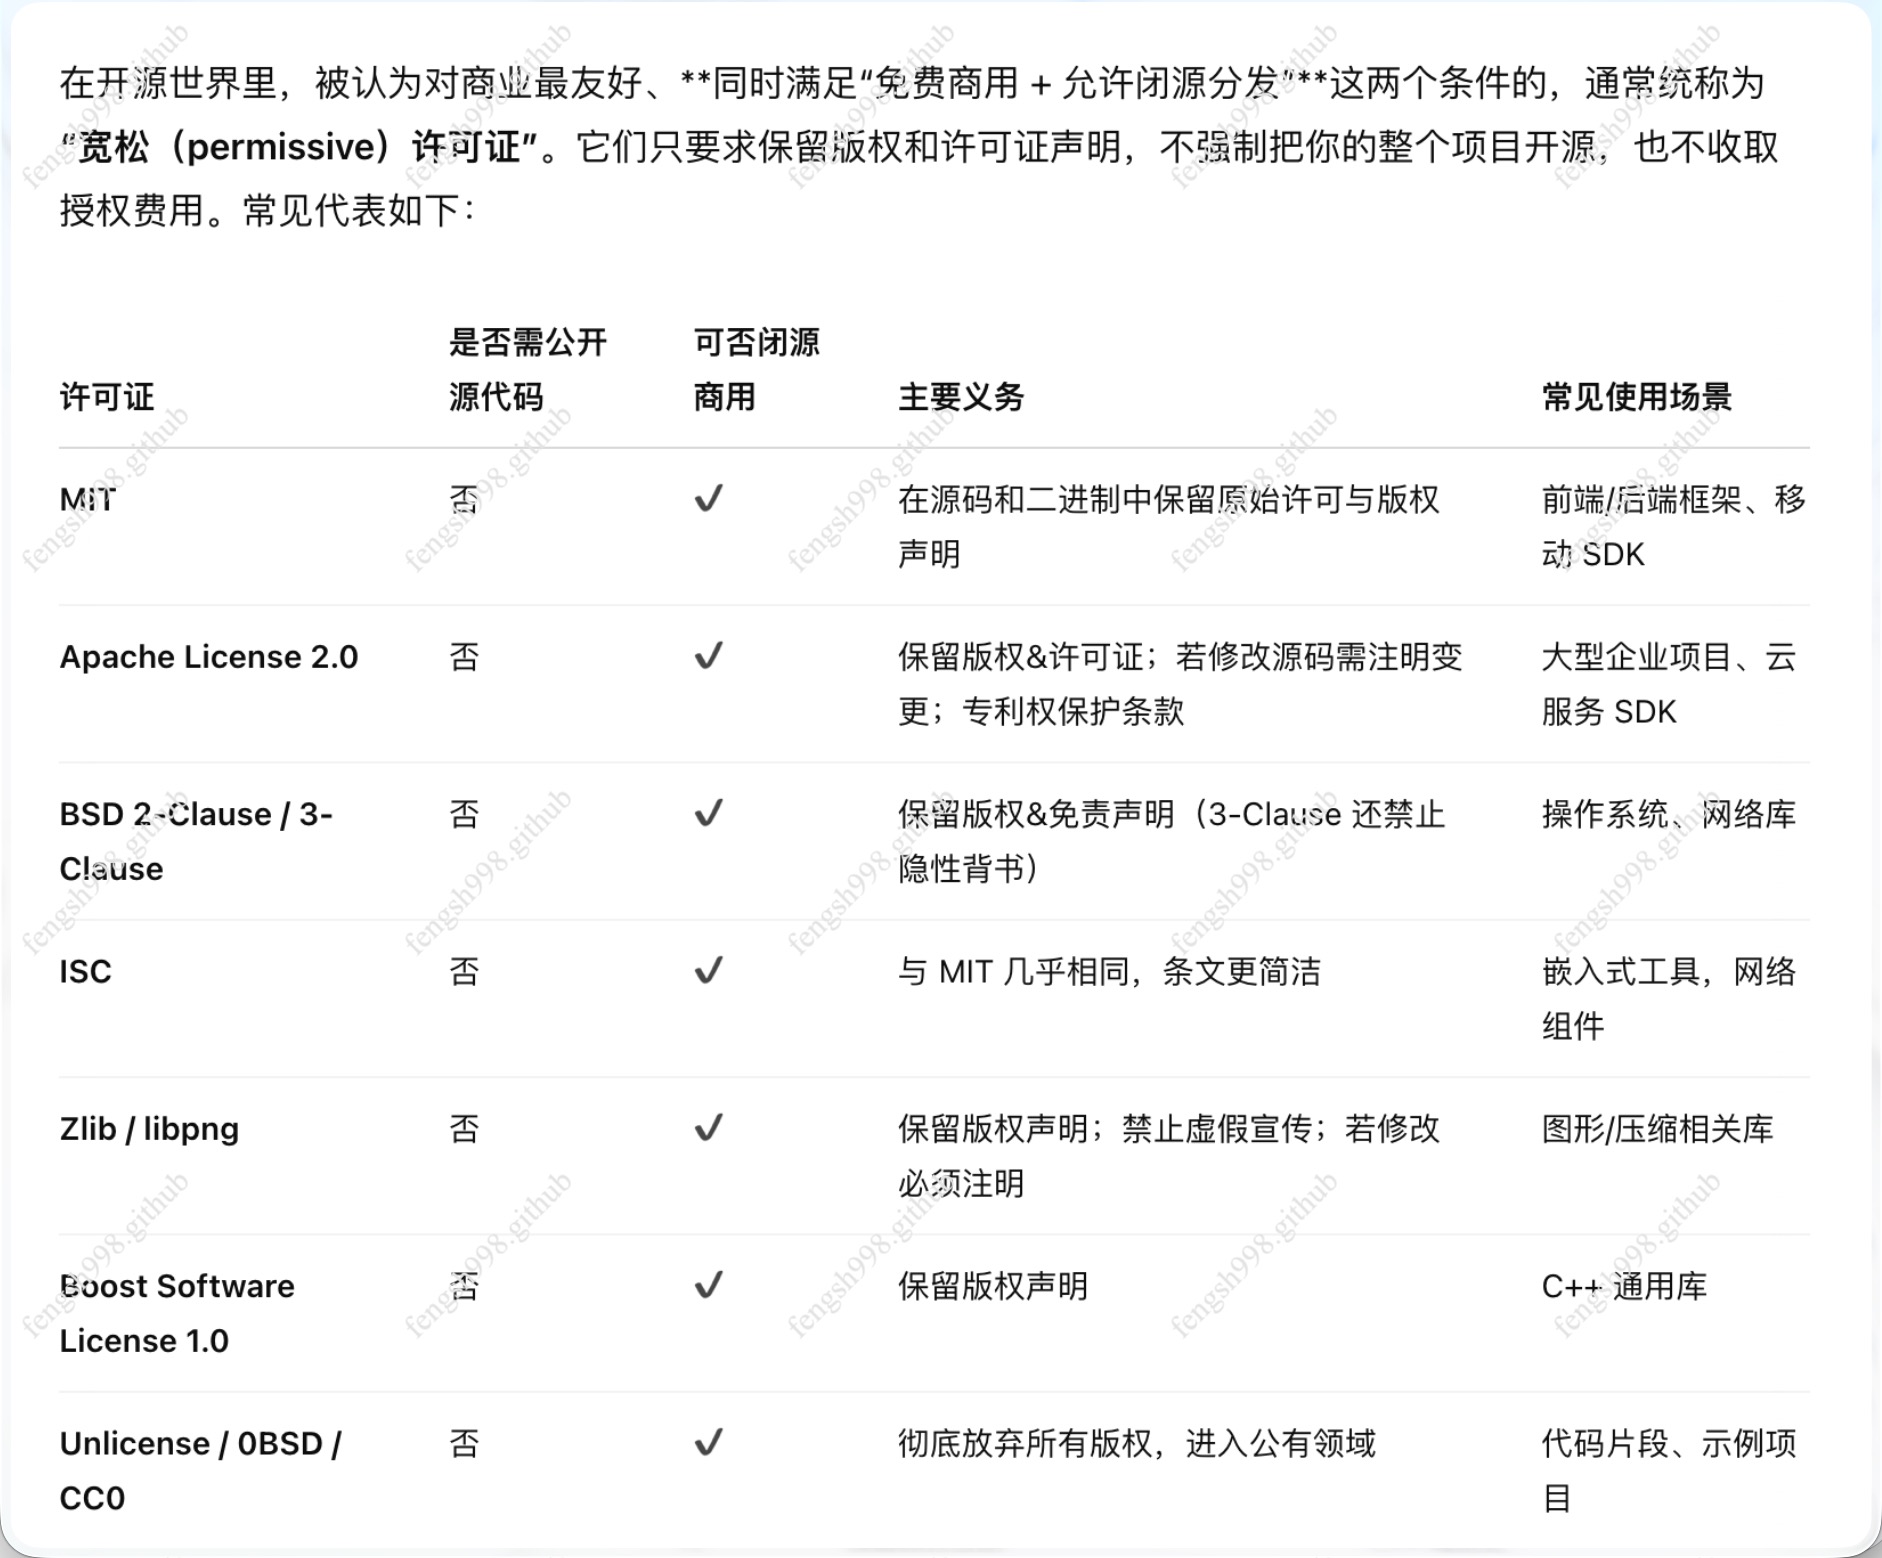 在开源世界里，被认为对商业最友好、**同时满足“免费商用 + 允许闭源分发”**这两个条件的，通常统称为
“宽松（permissive）许可证”。它们只要求保留版权和许可证声明，不强制把你的整个项目开源，也不收取
授权费用。常见代表如下：
许可证 是否需公开源代码 可否闭源商用 主要义务 常见使用场景
MIT 否 ✓ 在源码和二进制中保留原始许可与版权
声明 前端/后端框架、移
动 SDK
Apache License 2.0 否 ✓ 保留版权&许可证；若修改源码需注明变
更；专利权保护条款 大型企业项目、云
服务 SDK
BSD 2-Clause / 3-
Clause 否 ✓ 保留版权&免责声明（3-Clause 还禁止
隐性背书） 操作系统、网络库
ISC 否 ✓ 与 MIT 几乎相同，条文更简洁 嵌入式工具，网络
组件
Zlib / libpng 否 ✓ 保留版权声明；禁止虚假宣传；若修改
必须注明 图形/压缩相关库
Boost Software
License 1.0 否 ✓ 保留版权声明 C++ 通用库
Unlicense / 0BSD /
CC0 否 ✓ 彻底放弃所有版权，进入公有领域 代码片段、示例项
目
fengsh998.github